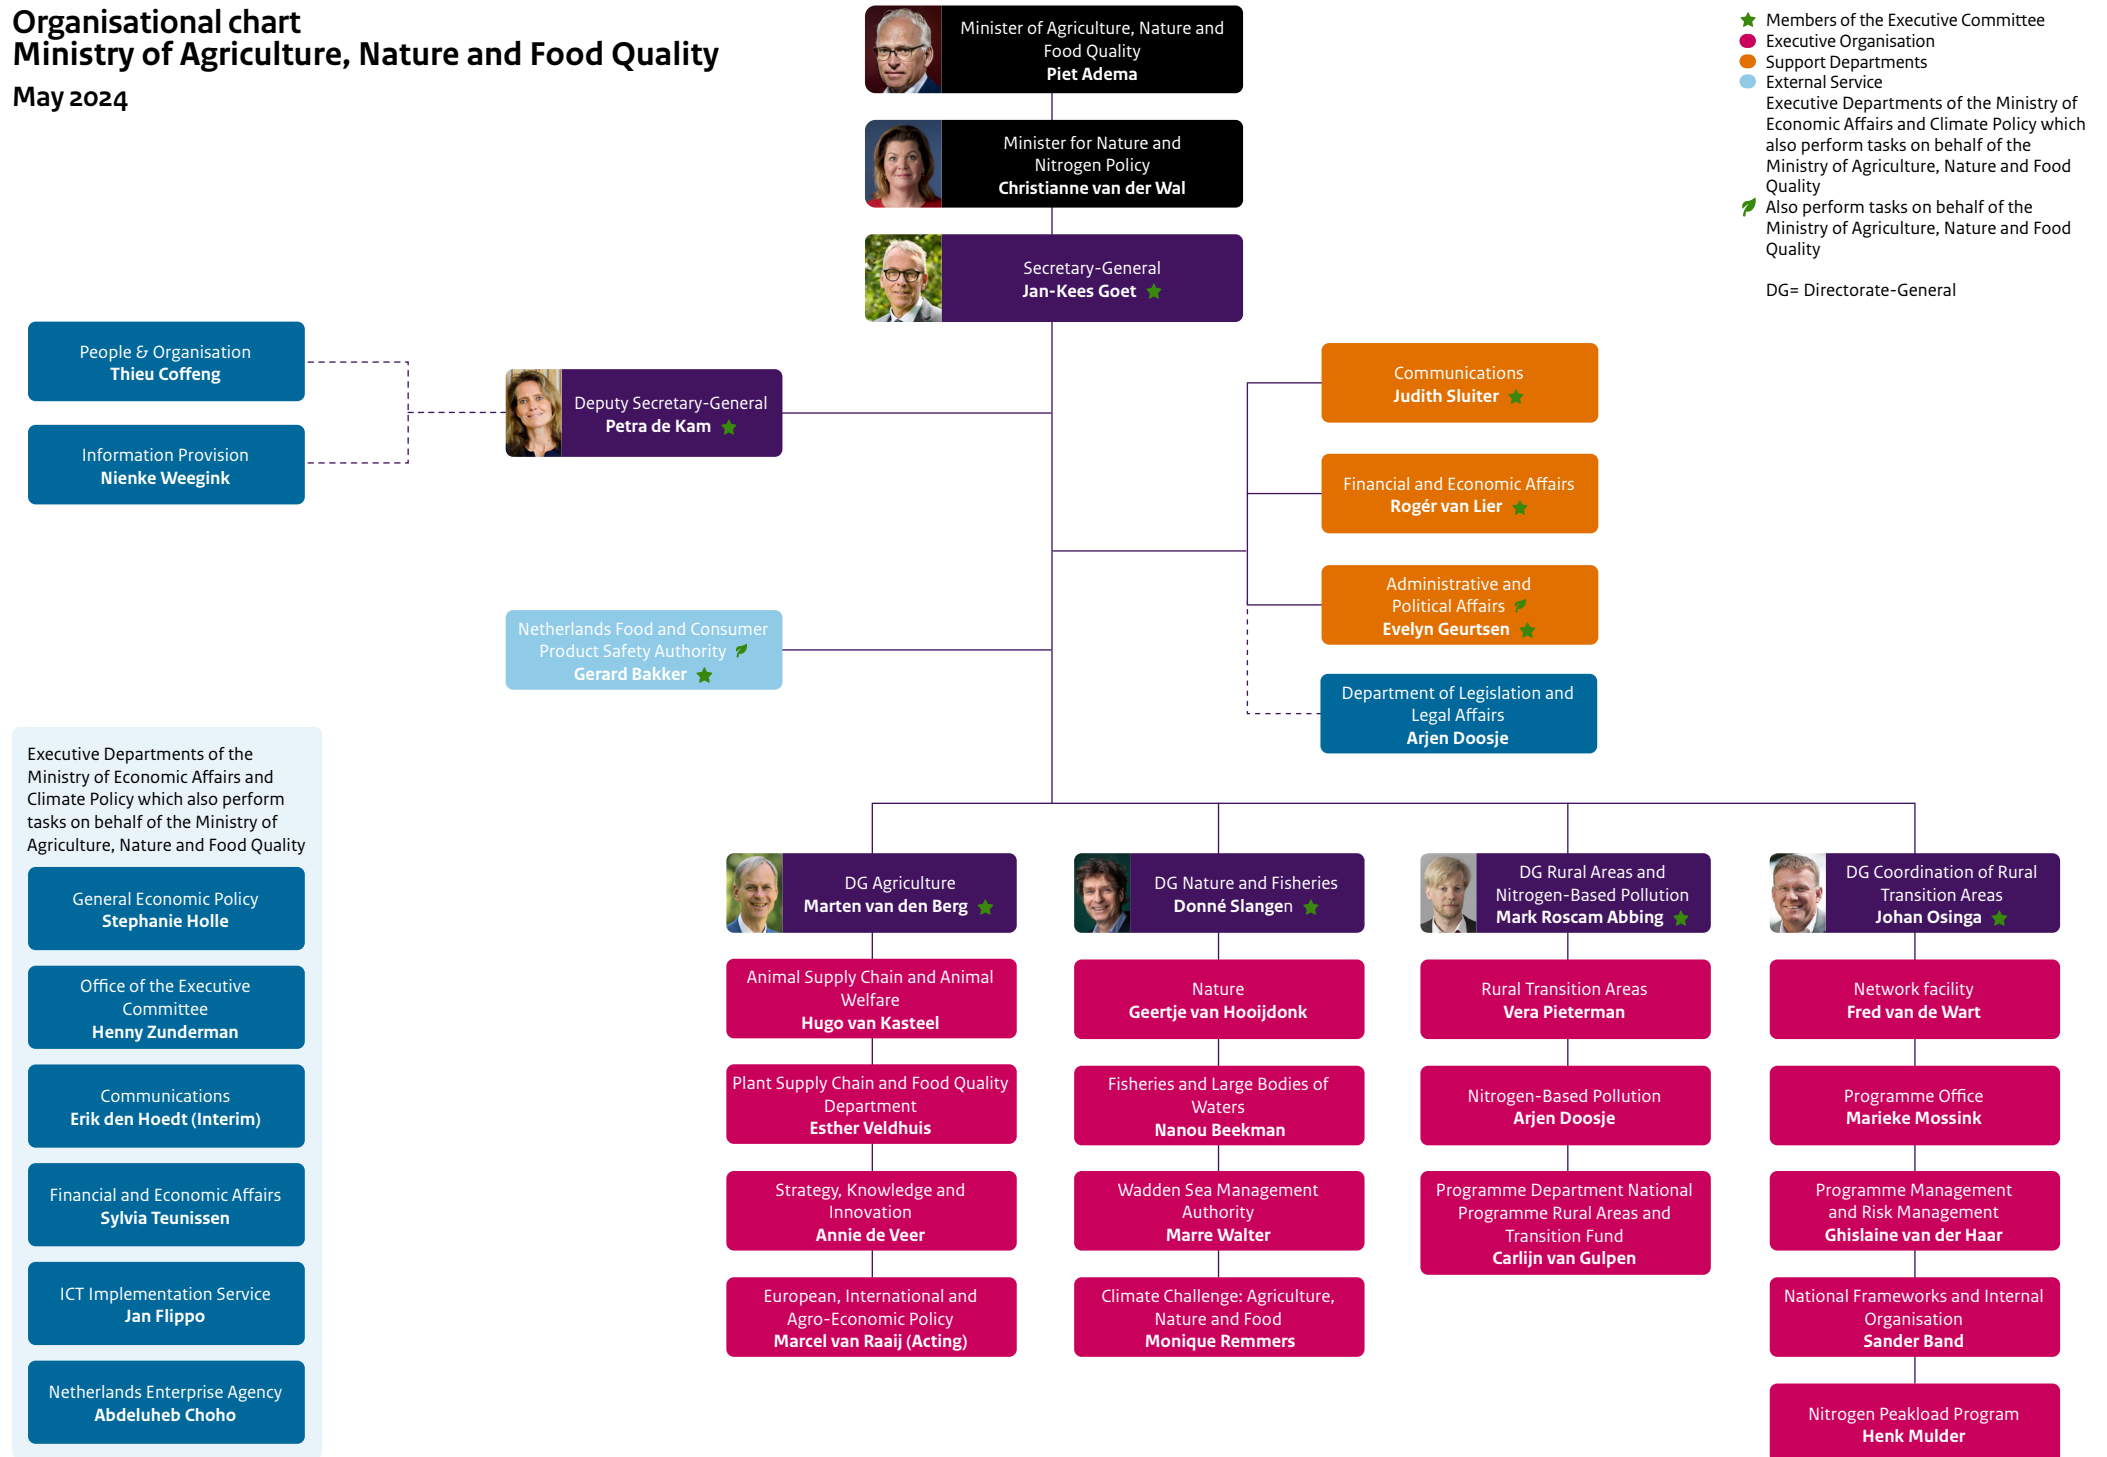 Organisational chart
Ministry of Agriculture, Nature and Food Quality
May 2024
Minister of Agriculture, Nature and
Food Quality
Piet Adema
Minister for Nature and
Nitrogen Policy
Christianne van der Wal
Secretary-General
Jan-Kees Goet
Members of the Executive Committee
Executive Organisation
Support Departments
External Service
Executive Departments of the Ministry of
Economic Affairs and Climate Policy which
also perform tasks on behalf of the
Ministry of Agriculture, Nature and Food
Quality
Also perform tasks on behalf of the
Ministry of Agriculture, Nature and Food
Quality
DG= Directorate-General
People & Organisation
Thieu Coffeng
Information Provision
Nienke Weegink
Deputy Secretary-General
Petra de Kam
Communications
Judith Sluiter
Financial and Economic Affairs
Rogér van Lier
Administrative and
Political Affairs
Evelyn Geurtsen
Department of Legislation and
Legal Affairs
Arjen Doosje
Netherlands Food and Consumer
Product Safety Authority
Gerard Bakker
Executive Departments of the
Ministry of Economic Affairs and
Climate Policy which also perform
tasks on behalf of the Ministry of
Agriculture, Nature and Food Quality
General Economic Policy
Stephanie Holle
Office of the Executive
Committee
Henny Zunderman
Communications
Erik den Hoedt (Interim)
Financial and Economic Affairs
Sylvia Teunissen
ICT Implementation Service
Jan Flippo
Netherlands Enterprise Agency
Abdeluheb Choho
DG Agriculture
Marten van den Berg
Animal Supply Chain and Animal
Welfare
Hugo van Kasteel
Plant Supply Chain and Food Quality
Department
Esther Veldhuis
Strategy, Knowledge and
Innovation
Annie de Veer
European, International and
Agro-Economic Policy
Marcel van Raaij (Acting)
DG Nature and Fisheries
Donné Slangen
Nature
Geertje van Hooijdonk
Fisheries and Large Bodies of
Waters
Nanou Beekman
Wadden Sea Management
Authority
Marre Walter
Climate Challenge: Agriculture,
Nature and Food
Monique Remmers
DG Rural Areas and
Nitrogen-Based Pollution
Mark Roscam Abbing
Rural Transition Areas
Vera Pieterman
Nitrogen-Based Pollution
Arjen Doosje
Programme Department National
Programme Rural Areas and
Transition Fund
Carlijn van Gulpen
DG Coordination of Rural
Transition Areas
Johan Osinga
Network facility
Fred van de Wart
Programme Office
Marieke Mossink
Programme Management
and Risk Management
Ghislaine van der Haar
National Frameworks and Internal
Organisation
Sander Band
Nitrogen Peakload Program
Henk Mulder